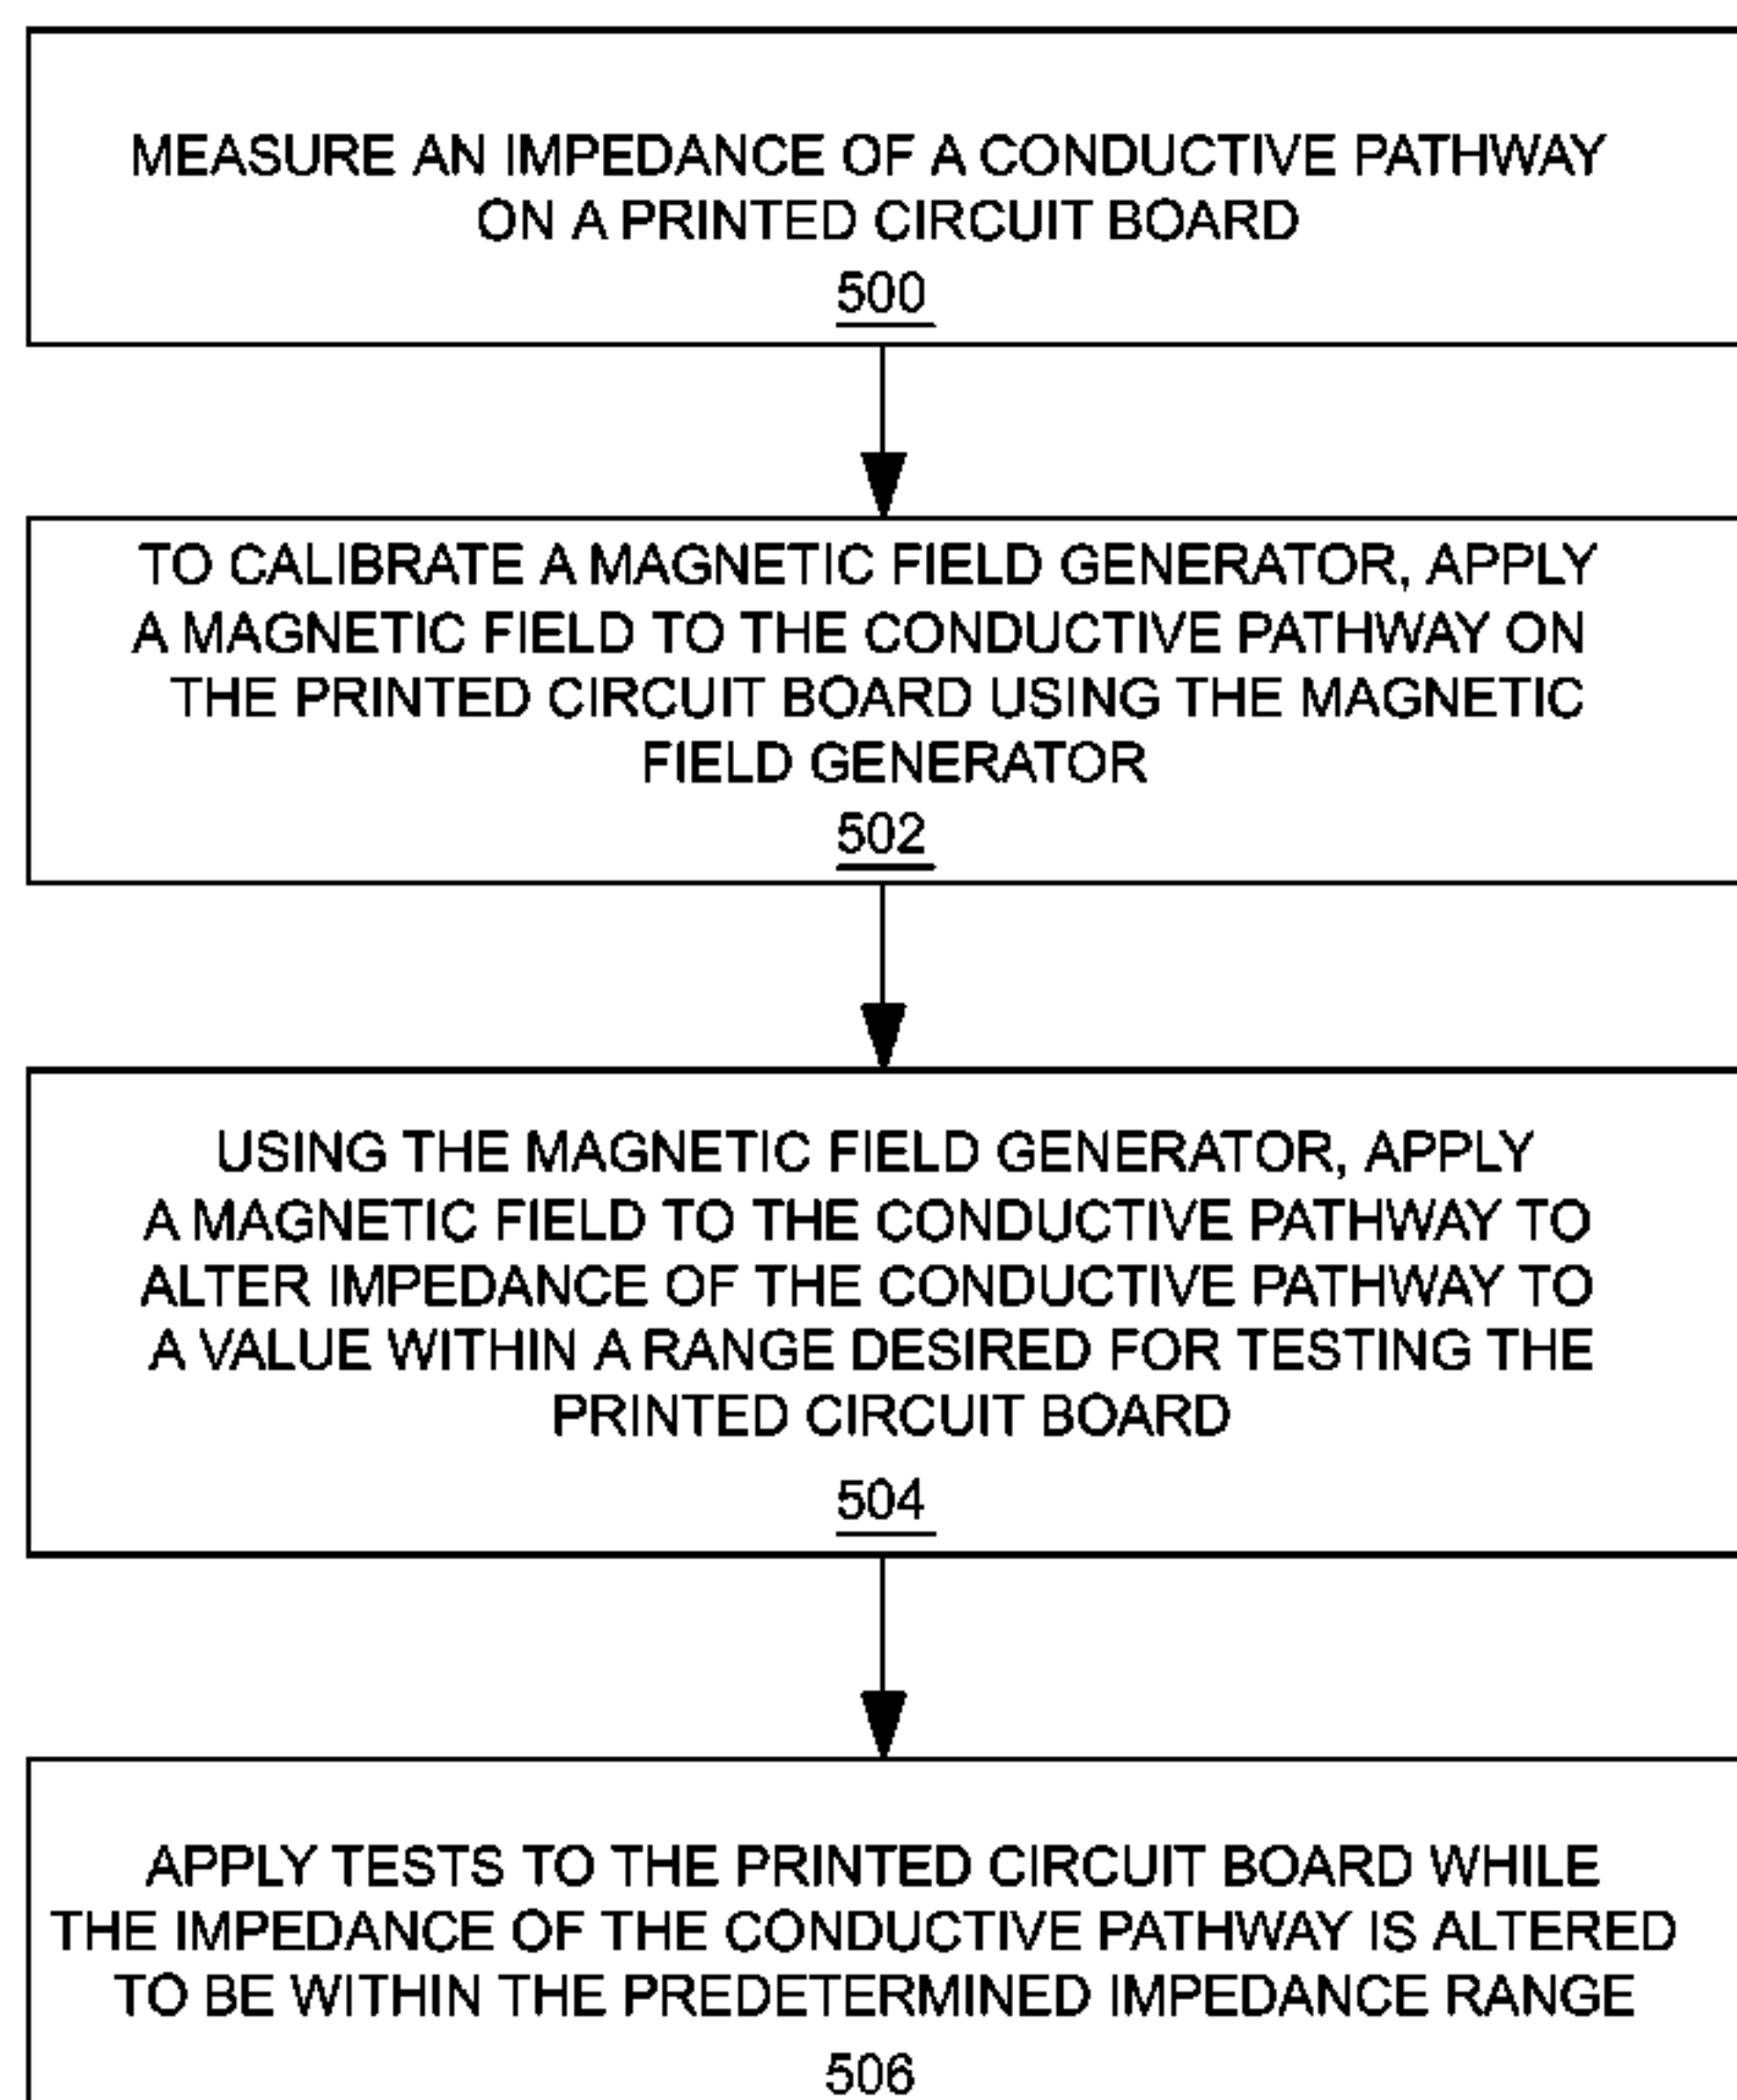 MEASURE AN IMPEDANCE OF A CONDUCTIVE PATHWAY
ON A PRINTED CIRCUIT BOARD
500
TO CALIBRATE A MAGNETIC FIELD GENERATOR, APPLY
A MAGNETIC FIELD TO THE CONDUCTIVE PATHWAY ON
THE PRINTED CIRCUIT BOARD USING THE MAGNETIC
FIELD GENERATOR
502
USING THE MAGNETIC FIELD GENERATOR, APPLY
A MAGNETIC FIELD TO THE CONDUCTIVE PATHWAY TO
ALTER IMPEDANCE OF THE CONDUCTIVE PATHWAY TO
A VALUE WITHIN A RANGE DESIRED FOR TESTING THE
PRINTED CIRCUIT BOARD
504
APPLY TESTS TO THE PRINTED CIRCUIT BOARD WHILE
THE IMPEDANCE OF THE CONDUCTIVE PATHWAY IS ALTERED
TO BE WITHIN THE PREDETERMINED IMPEDANCE RANGE
506